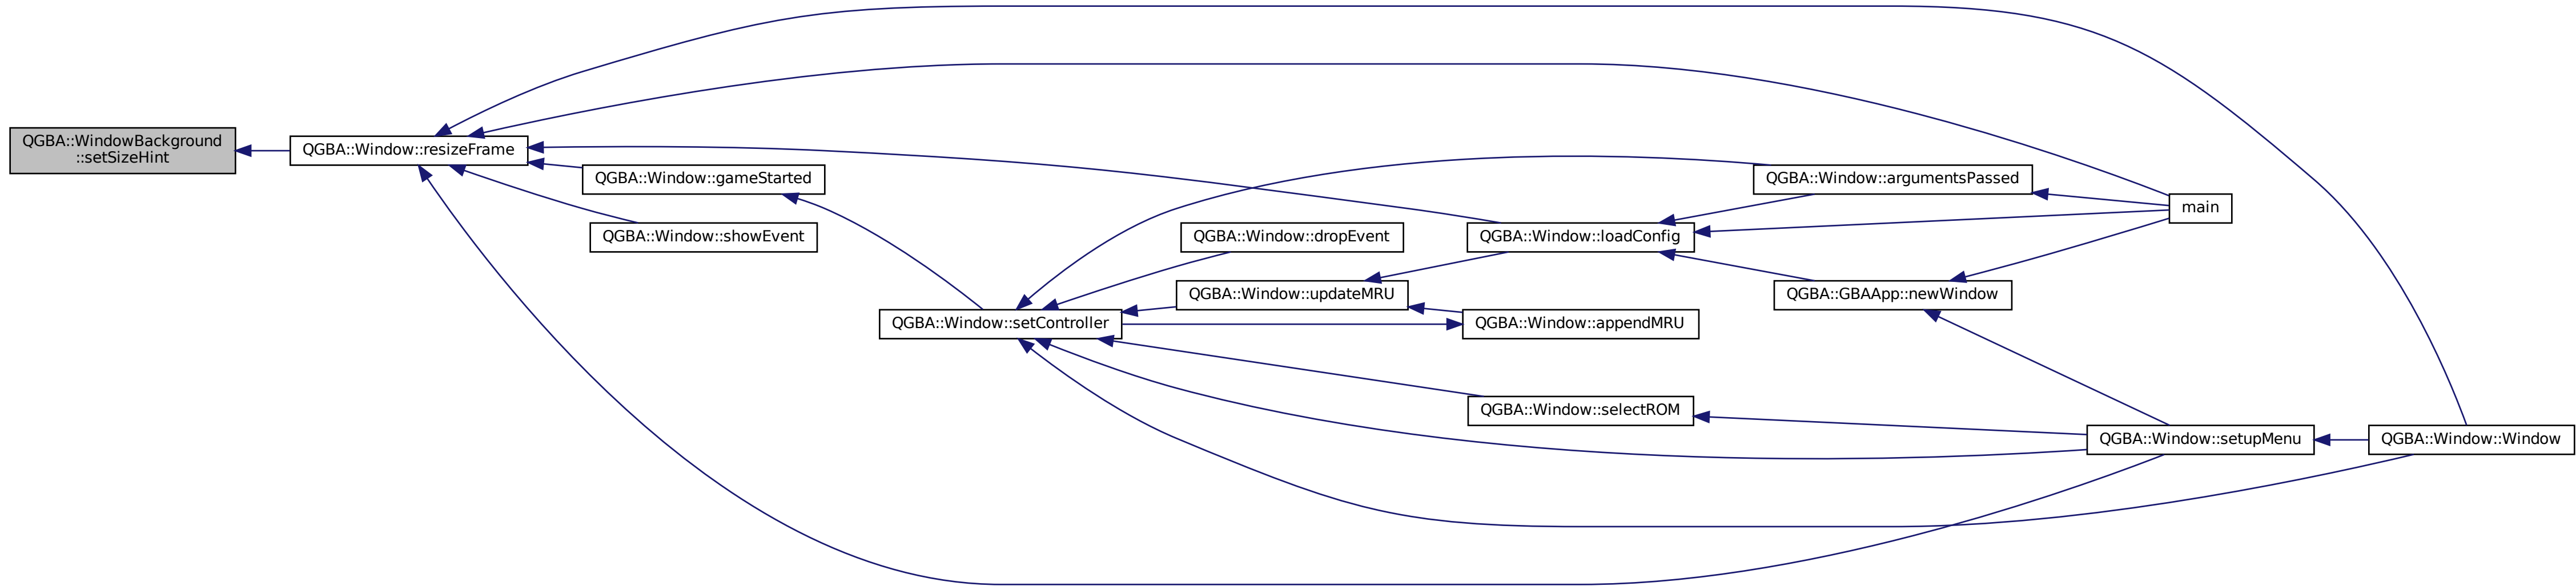 QGBA::WindowBackground
::setSizeHint
QGBA::Window::resizeFrame
QGBA::Window::gameStarted
QGBA::Window::showEvent
QGBA::Window::setController
QGBA::Window::dropEvent
QGBA::Window::updateMRU
QGBA::Window::loadConfig
QGBA::Window::appendMRU
QGBA::Window::selectROM
QGBA::Window::argumentsPassed
QGBA::GBAApp::newWindow
main
QGBA::Window::setupMenu
QGBA::Window::Window